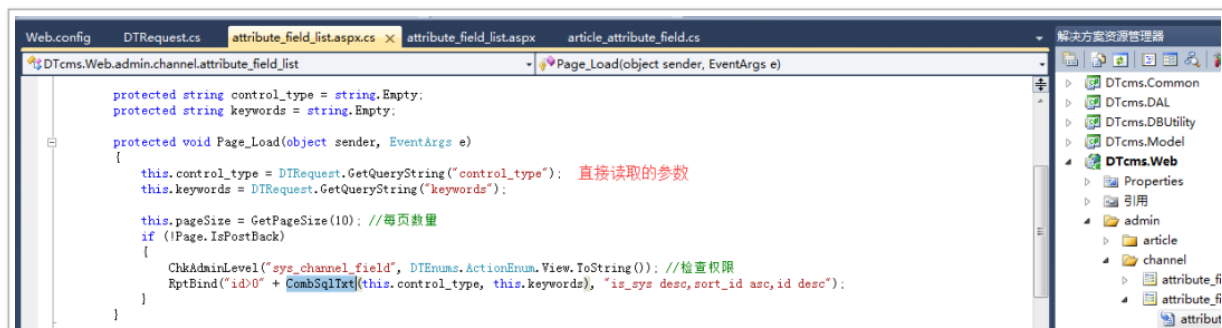 Web.config DTRequest.cs attribute_field_list.aspx.cs attribute_field_list.aspx article_attribute_field.cs
DTcms.Web.admin.channel.attribute_field_list Page_Load(object sender, EventArgs e)
protected string control_type = string.Empty;
protected string keywords = string.Empty;
protected void Page_Load(object sender, EventArgs e)
{
this.control_type = DTRequest.GetQueryString("control_type"); 直接读取的参数
this.keywords = DTRequest.GetQueryString("keywords");
this.pageSize = GetPageSize(10); //每页数量
if (!Page.IsPostBack)
{
ChkAdminLevel("sys_channel_field", DTEnums.ActionEnum.View.ToString()); //检查权限
RptBind("id>0" + CombSqlTxt(this.control_type, this.keywords), "is_sys desc,sort_id asc,id desc");
}
}
解决方案资源管理器
DTcms.Common
DTcms.DAL
DTcms.DBUtility
DTcms.Model
DTcms.Web
Properties
引用
admin
article
channel
attribute_fi
attribute_fi
attribut